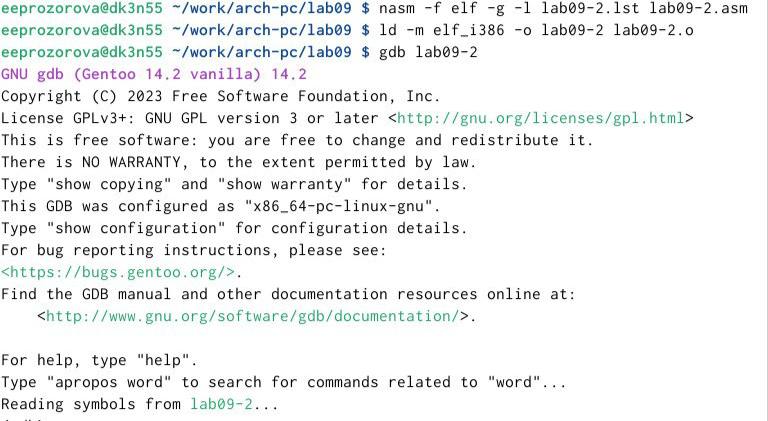 eeprozorova@dk3n55 ~/work/arch-pc/lab09 $ nasm -f elf -g -l lab09-2.lst lab09-2.asm
eeprozorova@dk3n55 ~/work/arch-pc/lab09 $ ld -m elf_i386 -o lab09-2 lab09-2.o
eeprozorova@dk3n55 ~/work/arch-pc/lab09 $ gdb lab09-2
GNU gdb (Gentoo 14.2 vanilla) 14.2
Copyright (C) 2023 Free Software Foundation, Inc.
License GPLv3+: GNU GPL version 3 or later <http://gnu.org/licenses/gpl.html>
This is free software: you are free to change and redistribute it.
There is NO WARRANTY, to the extent permitted by law.
Type "show copying" and "show warranty" for details.
This GDB was configured as "x86_64-pc-linux-gnu".
Type "show configuration" for configuration details.
For bug reporting instructions, please see:
<https://bugs.gentoo.org/>.
Find the GDB manual and other documentation resources online at:
    <http://www.gnu.org/software/gdb/documentation/>.

For help, type "help".
Type "apropos word" to search for commands related to "word"...
Reading symbols from lab09-2...